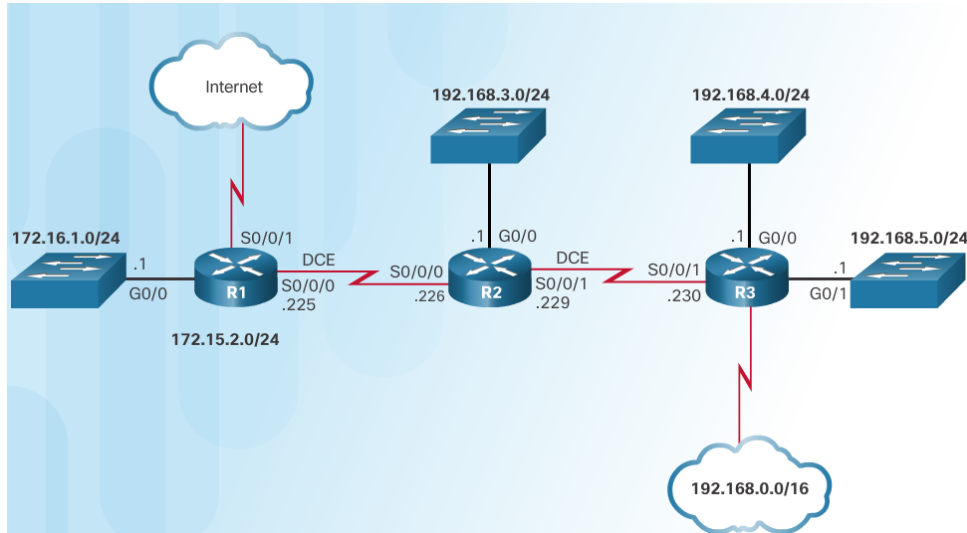 Internet
192.168.3.0/24
192.168.4.0/24
172.16.1.0/24
S0/0/1
.1
G0/0
.1
G0/0
192.168.5.0/24
.1
G0/0
R1
DCE
S0/0/0
.225
S0/0/0
.226
R2
DCE
S0/0/1
.229
S0/0/1
.230
R3
.1
G0/1
172.15.2.0/24
192.168.0.0/16